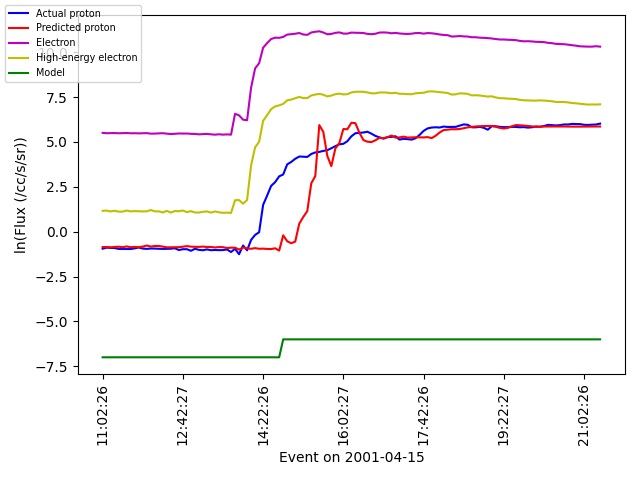 Actual proton
Predicted proton
Electron
High-energy electron
Model
10.0
7.5
5.0
2.5
0.0
−2.5
−5.0
−7.5
ln(Flux (/cc/s/sr))
11:02:26
12:42:27
14:22:26
16:02:27
17:42:26
19:22:27
21:02:26
Event on 2001-04-15